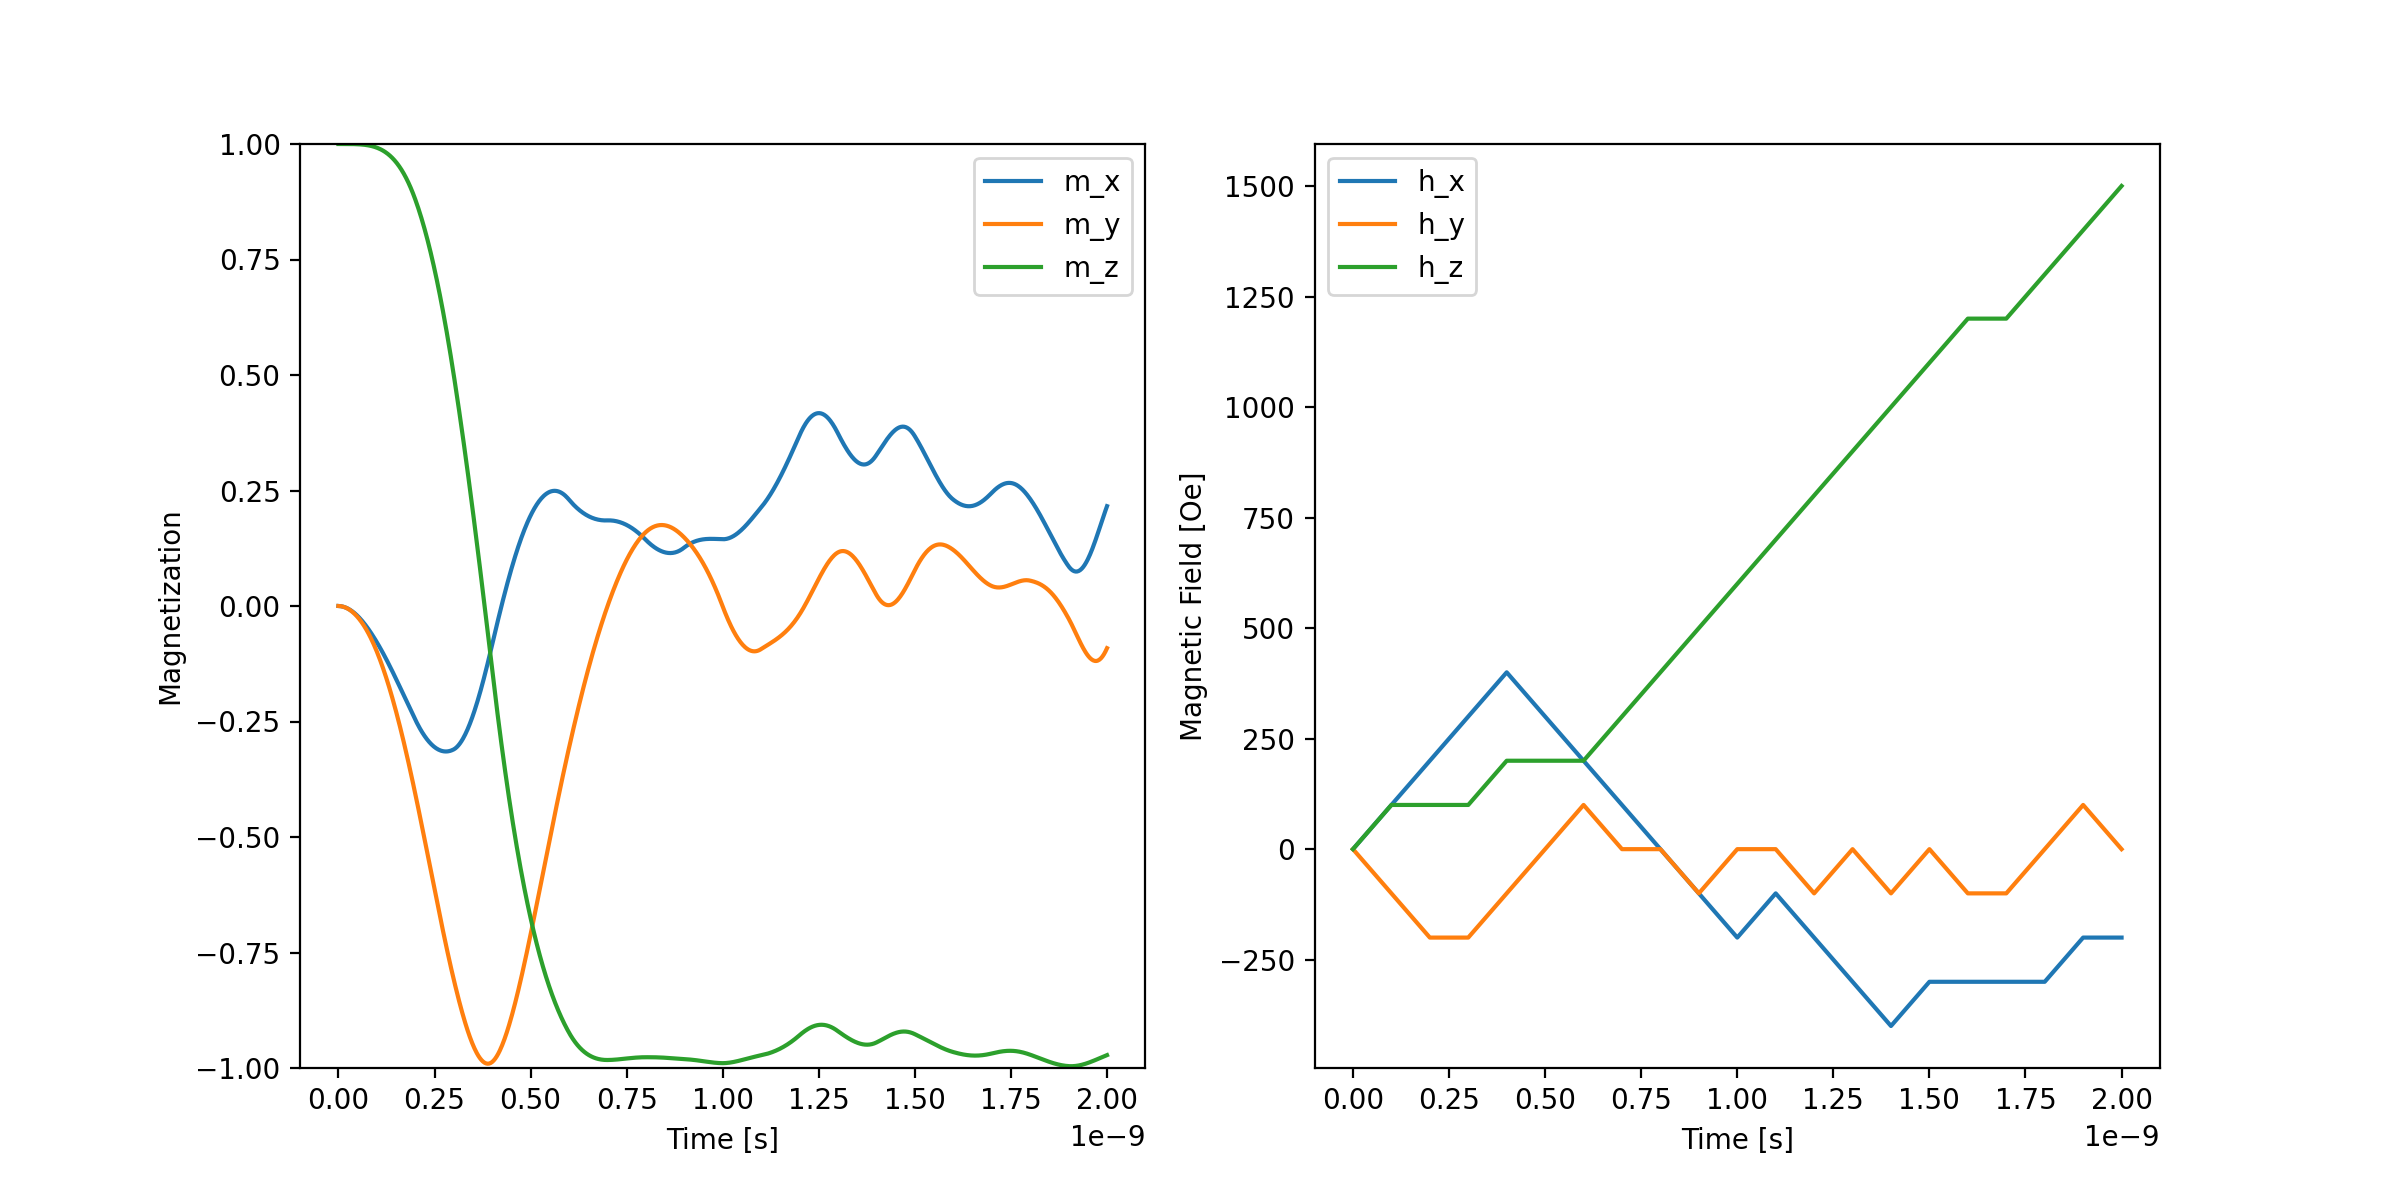 1.00
0.75
0.50
0.25
0.00
−0.25
−0.50
−0.75
−1.00
Magnetization
m_x
m_y
m_z
0.00 0.25 0.50 0.75 1.00 1.25 1.50 1.75 2.00
Time [s]
1e−9
1500
1250
1000
750
500
250
0
−250
Magnetic Field [Oe]
h_x
h_y
h_z
0.00 0.25 0.50 0.75 1.00 1.25 1.50 1.75 2.00
Time [s]
1e−9